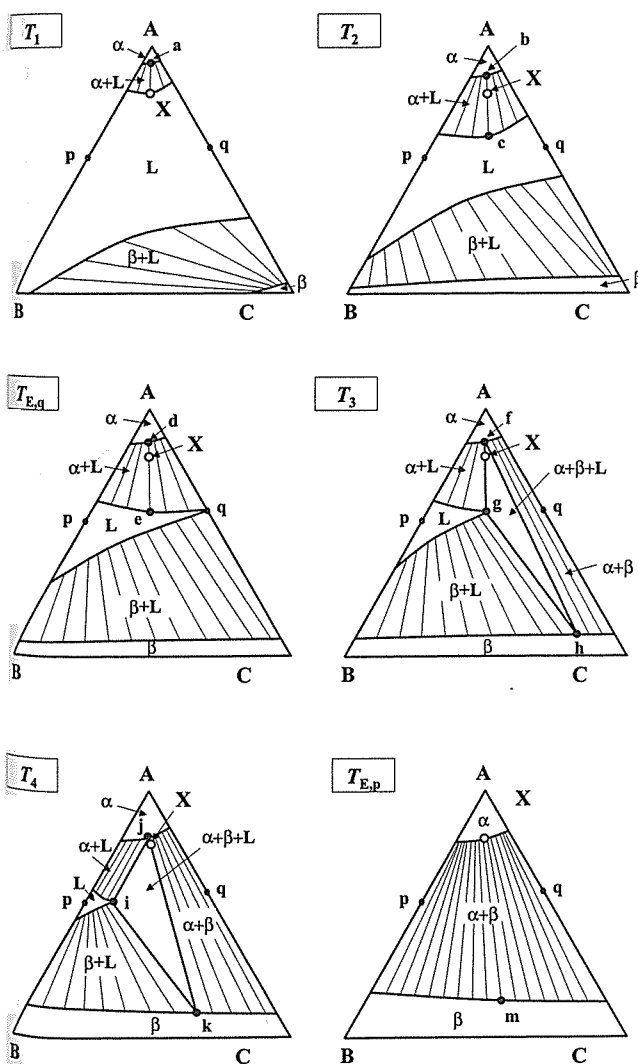 T1
A
α
a
α+L
X
p
q
L
β+L
β
B
C
T2
A
α
b
X
α+L
c
p
q
L
β+L
β
B
C
TE,q
A
α
d
X
α+L
e
p
q
L
β+L
β
B
C
T3
A
α
f
X
α+L
α+β+L
g
p
q
L
α+β
β+L
β
h
B
C
T4
A
α
X
j
α+L
α+β+L
L
p
i
q
α+β
β+L
β
k
B
C
TE,p
A
X
α
p
q
α+β
β
m
B
C